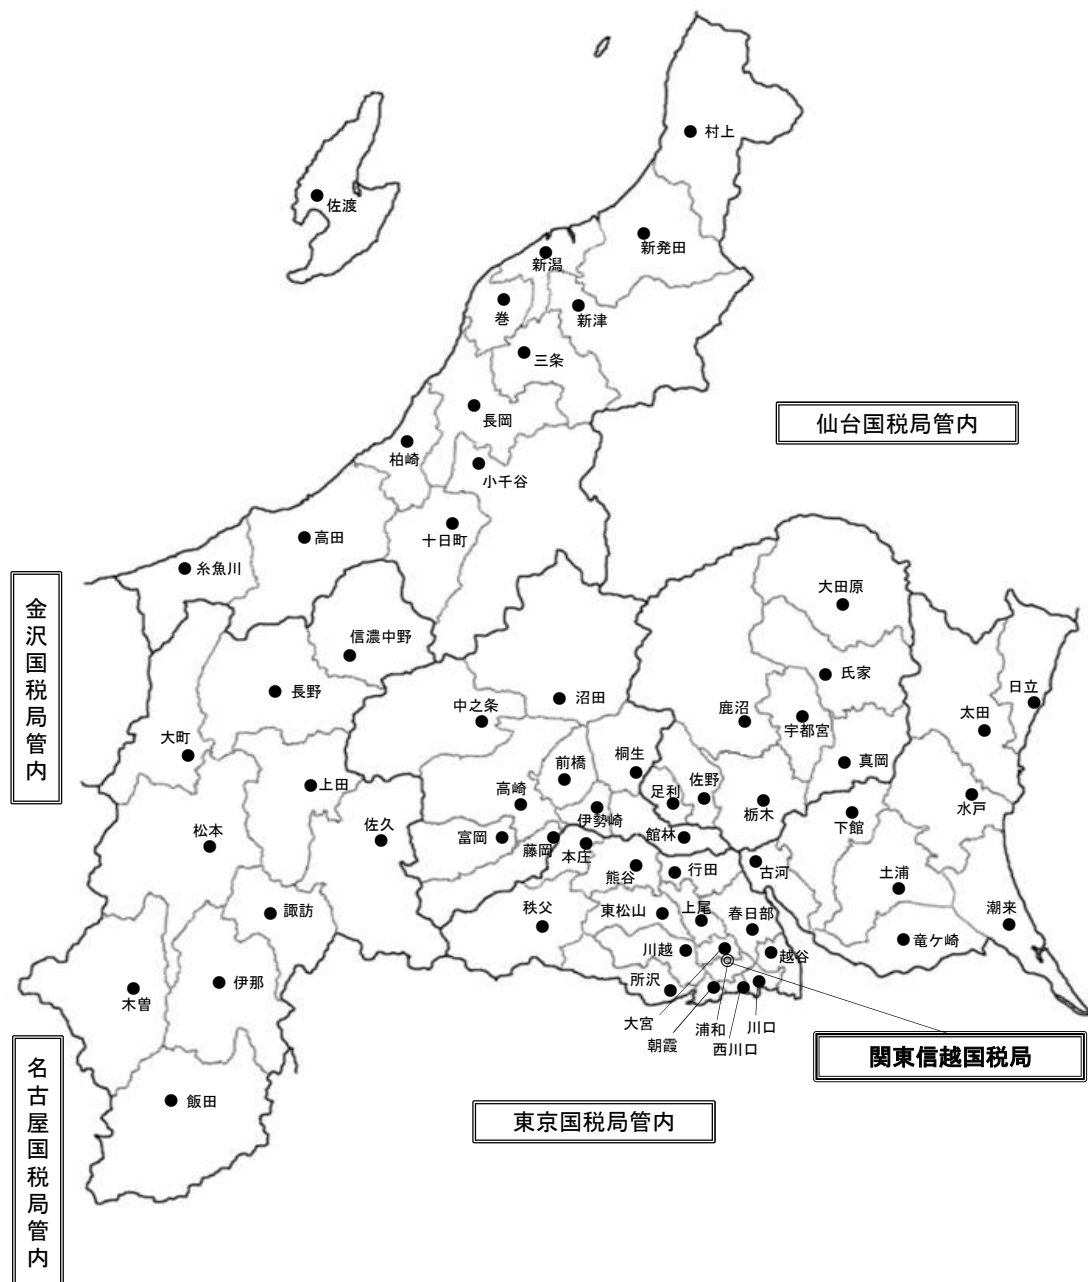 村上
佐渡
新発田
新潟
巻
新津
三条
長岡
仙台国税局管内
柏崎
小千谷
十日町
高田
糸魚川
金沢国税局管内
大田原
信濃中野
氏家
長野
日立
中之条
沼田
鹿沼
宇都宮
太田
大町
前橋
桐生
真岡
上田
高崎
足利
佐野
栃木
水戸
伊勢崎
下館
松本
佐久
富岡
藤岡
本庄
館林
熊谷
行田
古河
土浦
諏訪
秩父
東松山
上尾
春日部
潮来
川越
越谷
竜ケ崎
木曽
伊那
所沢
大宮
朝霞
浦和
西川口
川口
関東信越国税局
名古屋国税局管内
飯田
東京国税局管内